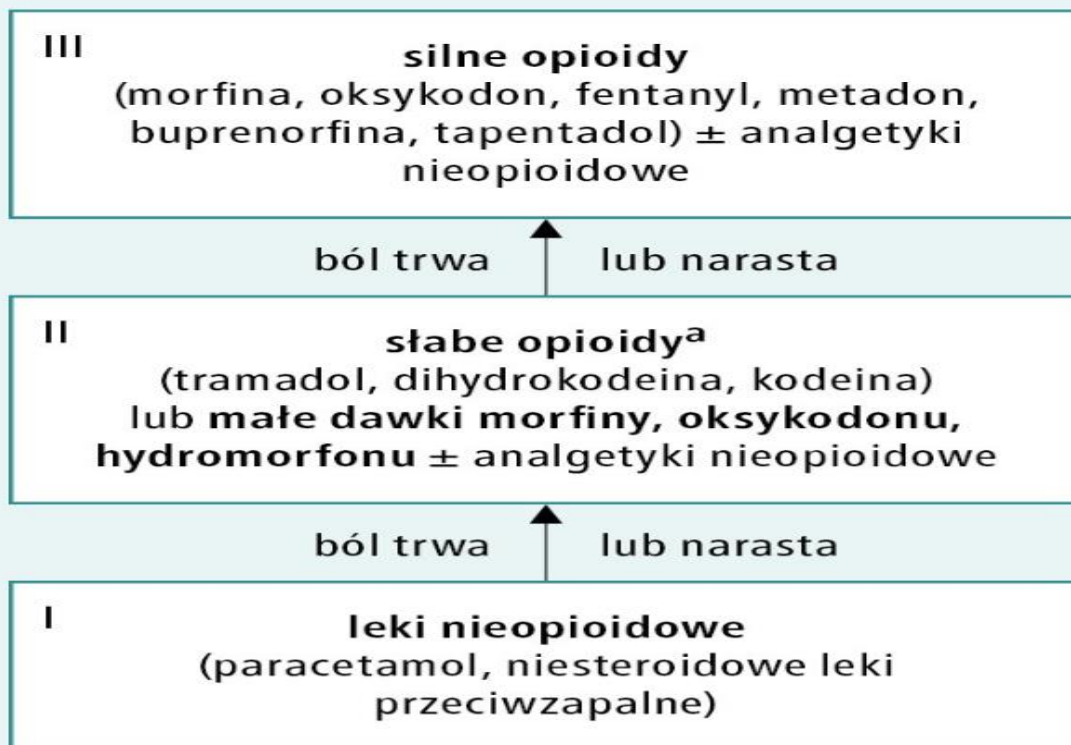 III
silne opioidy
(morfina, oksykodon, fentanyl, metadon,
buprenorfina, tapentadol) ± analgetyki
nieopioidowe
ból trwa lub narasta
II
słabe opioidyᵃ
(tramadol, dihydrokodeina, kodeina)
lub małe dawki morfiny, oksykodonu,
hydromorfonu ± analgetyki nieopioidowe
ból trwa lub narasta
I
leki nieopioidowe
(paracetamol, niesteroidowe leki
przeciwzapalne)